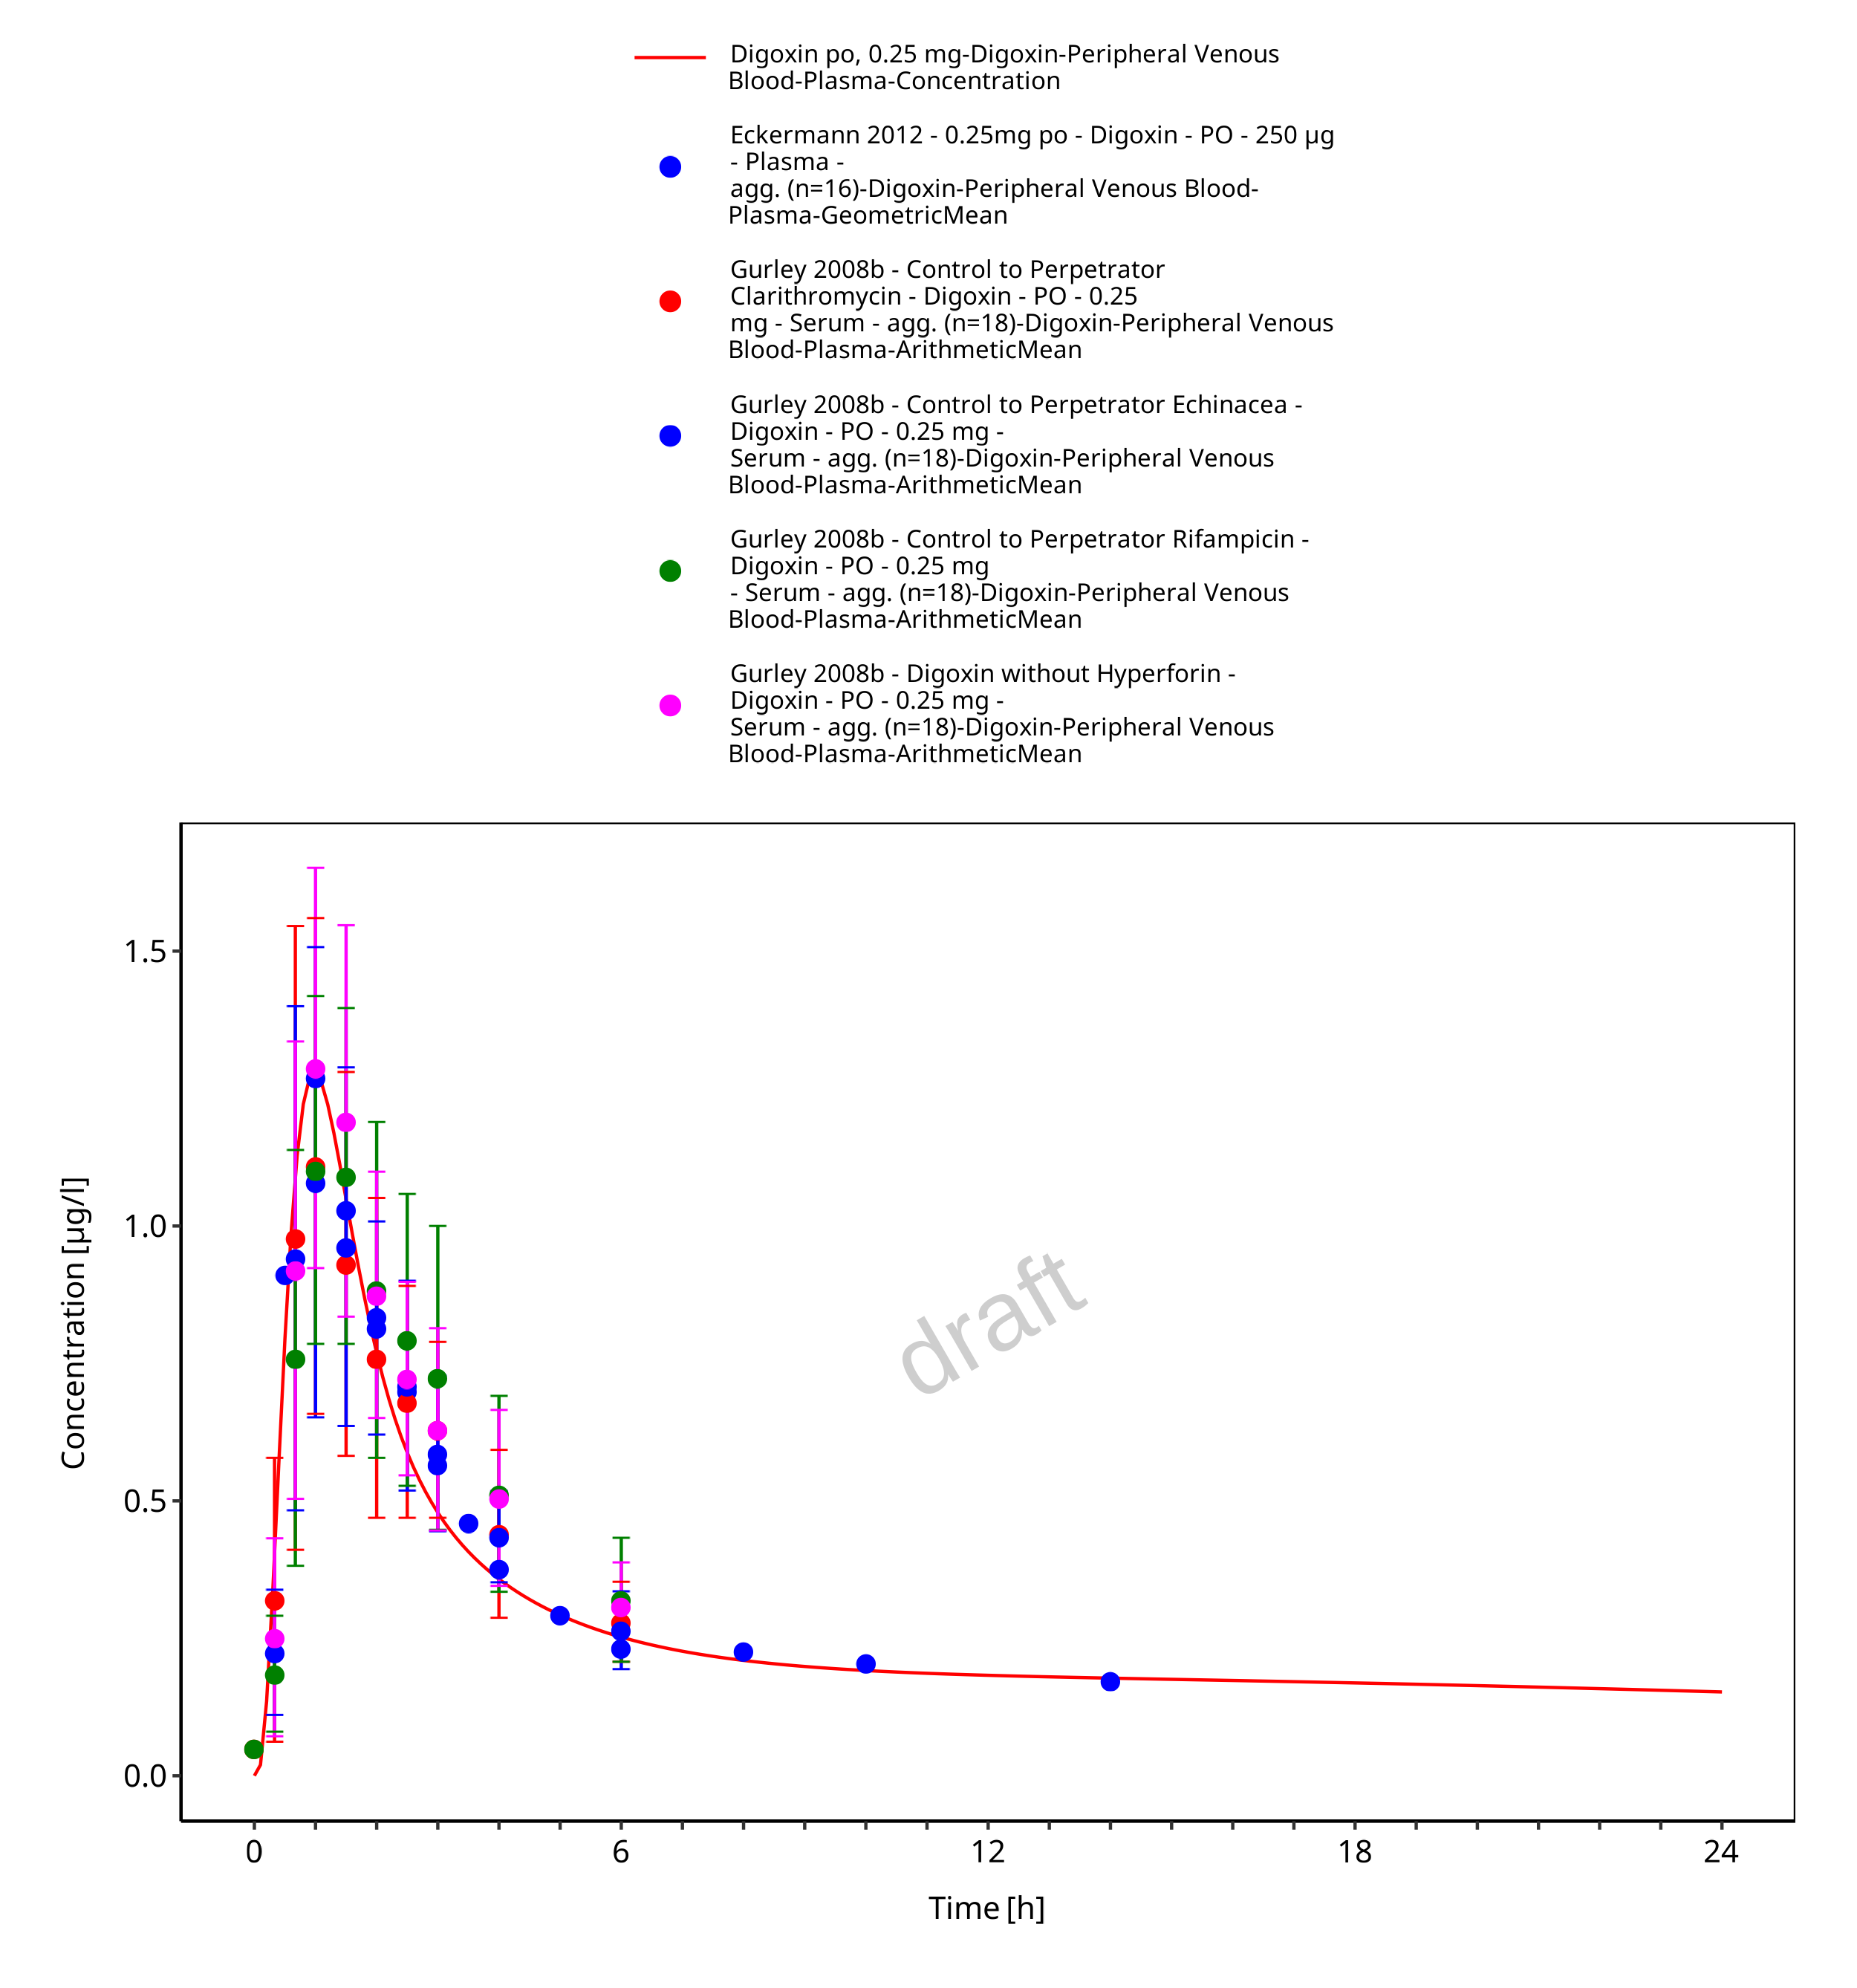 Digoxin po, 0.25 mg-Digoxin-Peripheral Venous
Blood-Plasma-Concentration
Eckermann 2012 - 0.25mg po - Digoxin - PO - 250 µg
- Plasma -
agg. (n=16)-Digoxin-Peripheral Venous Blood-
Plasma-GeometricMean
Gurley 2008b - Control to Perpetrator
Clarithromycin - Digoxin - PO - 0.25
mg - Serum - agg. (n=18)-Digoxin-Peripheral Venous
Blood-Plasma-ArithmeticMean
Gurley 2008b - Control to Perpetrator Echinacea -
Digoxin - PO - 0.25 mg -
Serum - agg. (n=18)-Digoxin-Peripheral Venous
Blood-Plasma-ArithmeticMean
Gurley 2008b - Control to Perpetrator Rifampicin -
Digoxin - PO - 0.25 mg
- Serum - agg. (n=18)-Digoxin-Peripheral Venous
Blood-Plasma-ArithmeticMean
Gurley 2008b - Digoxin without Hyperforin -
Digoxin - PO - 0.25 mg -
Serum - agg. (n=18)-Digoxin-Peripheral Venous
Blood-Plasma-ArithmeticMean
1.5
1.0
0.5
0.0
Concentration [µg/l]
draft
0 6 12 18 24
Time [h]